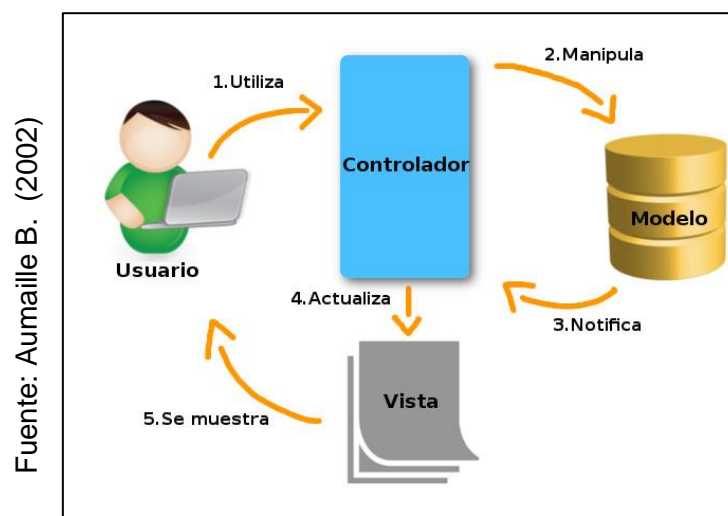 Fuente: Aumaille B. (2002)
1.Utiliza
2.Manipula
Controlador
Modelo
Usuario
4.Actualiza
3.Notifica
Vista
5.Se muestra